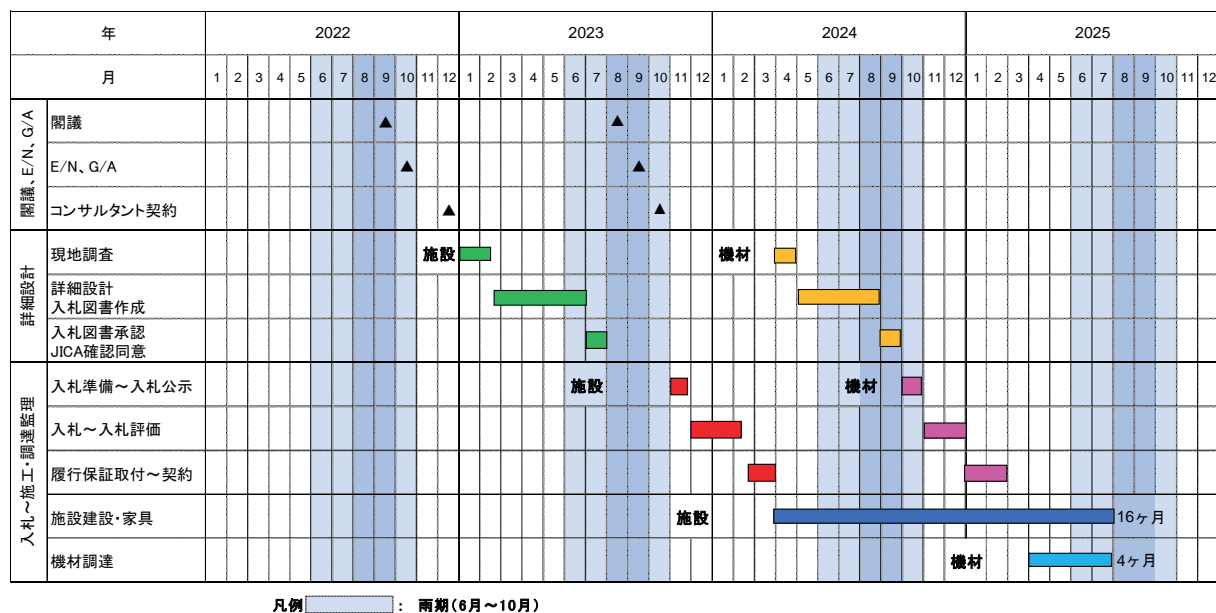 年 2022 2023 2024 2025
月 1 2 3 4 5 6 7 8 9 10 11 12 1 2 3 4 5 6 7 8 9 10 11 12 1 2 3 4 5 6 7 8 9 10 11 12 1 2 3 4 5 6 7 8 9 10 11 12
閣議、E/N、G/A
閣議 ▲ ▲
E/N、G/A ▲ ▲
コンサルタント契約 ▲ ▲
詳細設計
現地調査 施設 機材
詳細設計
入札図書作成
入札図書承認
JICA確認同意
入札～施工・調達監理
入札準備～入札公示 施設 機材
入札～入札評価
履行保証取付～契約
施設建設・家具 施設 16ヶ月
機材調達 機材 4ヶ月
凡例 : 雨期(6月～10月)